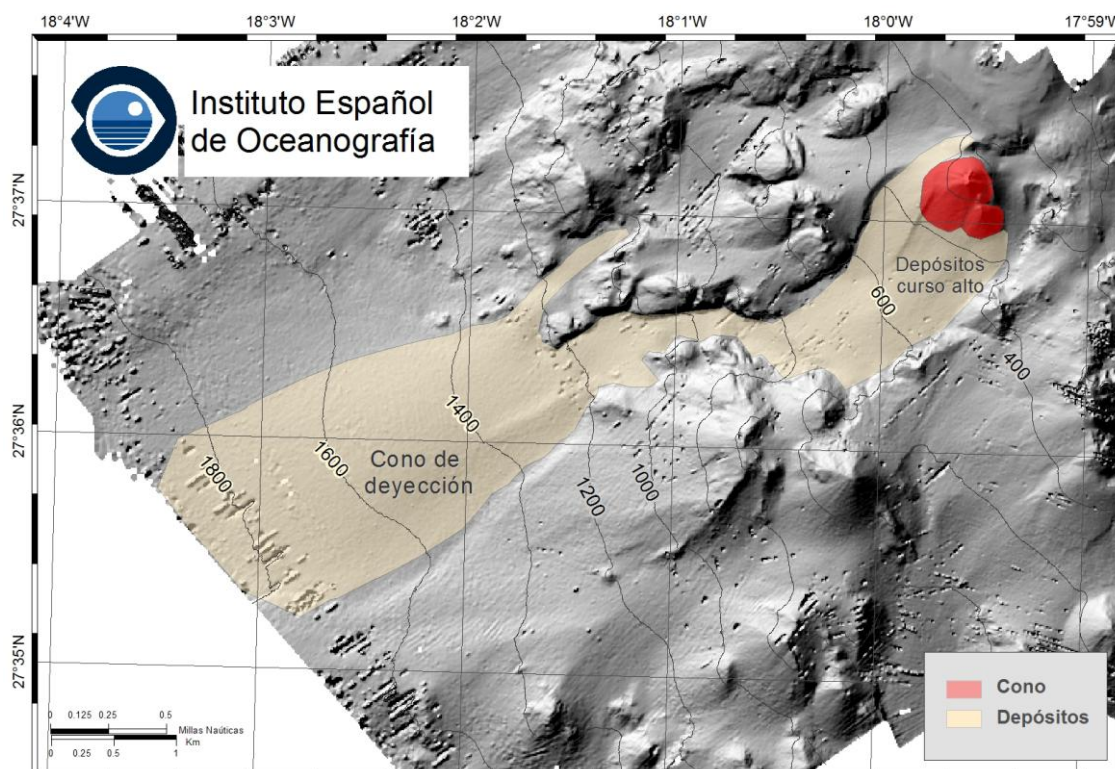 18°4'W 18°3'W 18°2'W 18°1'W 18°0'W 17°59'W
Instituto Español
de Oceanografía
27°37'N
27°36'N
27°35'N
Depósitos
curso alto
600
400
1400
1600
1800
1200
1000
Cono de
deyección
Cono
Depósitos
0 0.125 0.25 0.5
Millas Naúticas
Km
0 0.25 0.5 1